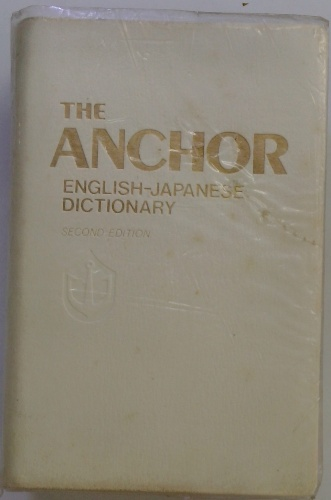 THE
ANCHOR
ENGLISH-JAPANESE
DICTIONARY
SECOND EDITION